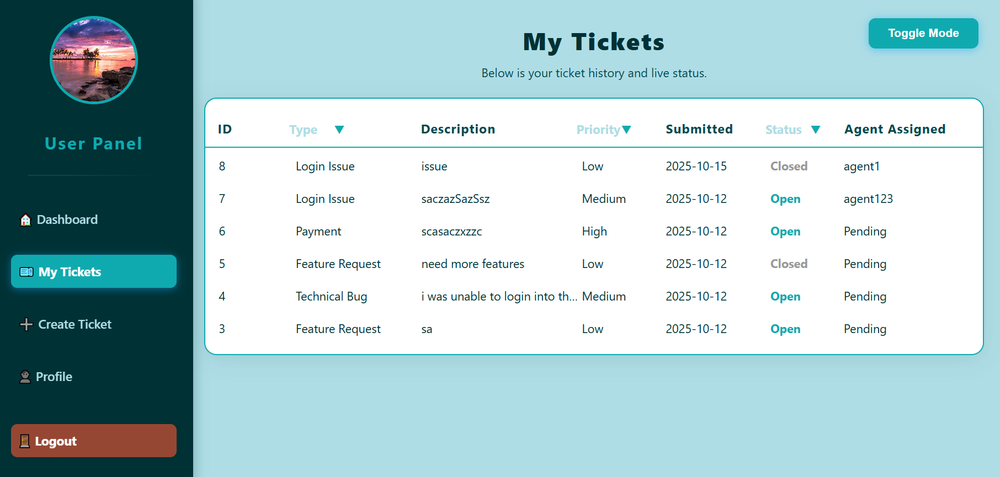 User Panel
Dashboard
My Tickets
Create Ticket
Profile
Logout
Toggle Mode
My Tickets
Below is your ticket history and live status.
ID Type ▼ Description Priority ▼ Submitted Status ▼ Agent Assigned
8 Login Issue issue Low 2025-10-15 Closed agent1
7 Login Issue saczazSazSsz Medium 2025-10-12 Open agent123
6 Payment scasaczxzzc High 2025-10-12 Open Pending
5 Feature Request need more features Low 2025-10-12 Closed Pending
4 Technical Bug i was unable to login into th... Medium 2025-10-12 Open Pending
3 Feature Request sa Low 2025-10-12 Open Pending